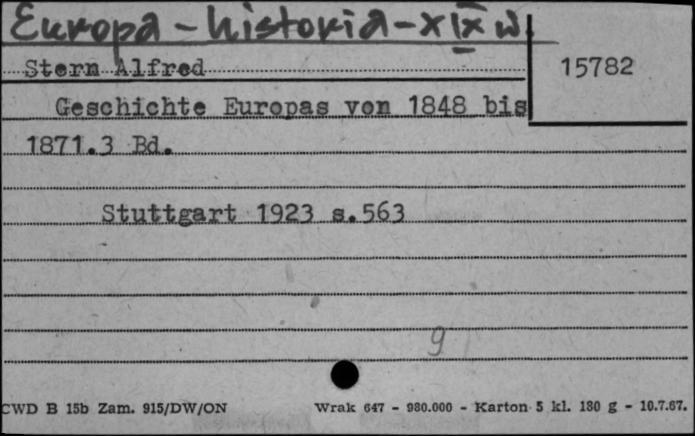 Europa - historia - XIX w.
Stern Alfred
15782
Geschichte Europas von 1848 bis
1871.3 Bd.
Stuttgart 1923 s.563
9
CWD B 15b Zam. 915/DW/ON
Wrak 647 - 980.000 - Karton 5 kl. 180 g - 10.7.67.